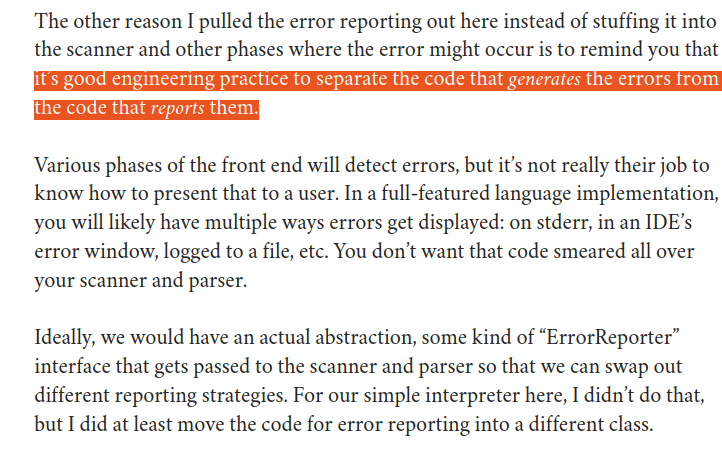 The other reason I pulled the error reporting out here instead of stuffing it into
the scanner and other phases where the error might occur is to remind you that
it’s good engineering practice to separate the code that generates the errors from
the code that reports them.
Various phases of the front end will detect errors, but it’s not really their job to
know how to present that to a user. In a full-featured language implementation,
you will likely have multiple ways errors get displayed: on stderr, in an IDE’s
error window, logged to a file, etc. You don’t want that code smeared all over
your scanner and parser.
Ideally, we would have an actual abstraction, some kind of “ErrorReporter”
interface that gets passed to the scanner and parser so that we can swap out
different reporting strategies. For our simple interpreter here, I didn’t do that,
but I did at least move the code for error reporting into a different class.